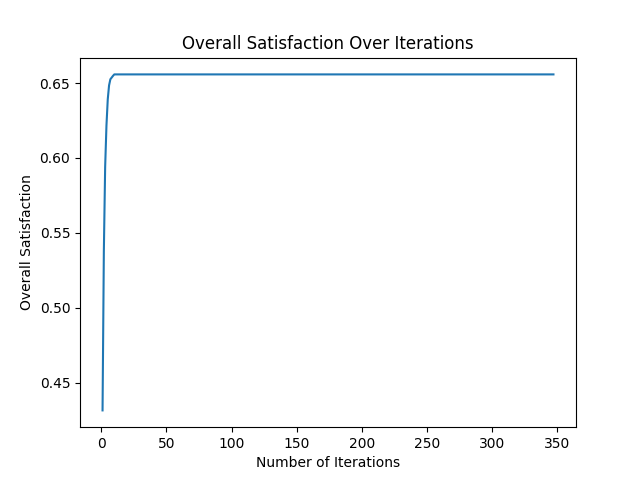 Overall Satisfaction Over Iterations
0.65
0.60
0.55
0.50
0.45
Overall Satisfaction
0 50 100 150 200 250 300 350
Number of Iterations